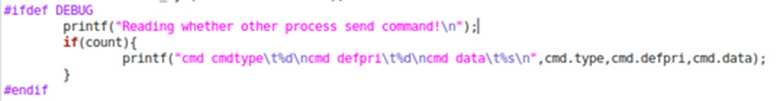 #ifdef DEBUG
printf("Reading whether other process send command!\n");
if(count){
printf("cmd cmdtype\t%d\ncmd defpri\t%d\ncmd data\t%s\n",cmd.type,cmd.defpri,cmd.data);
}
#endif